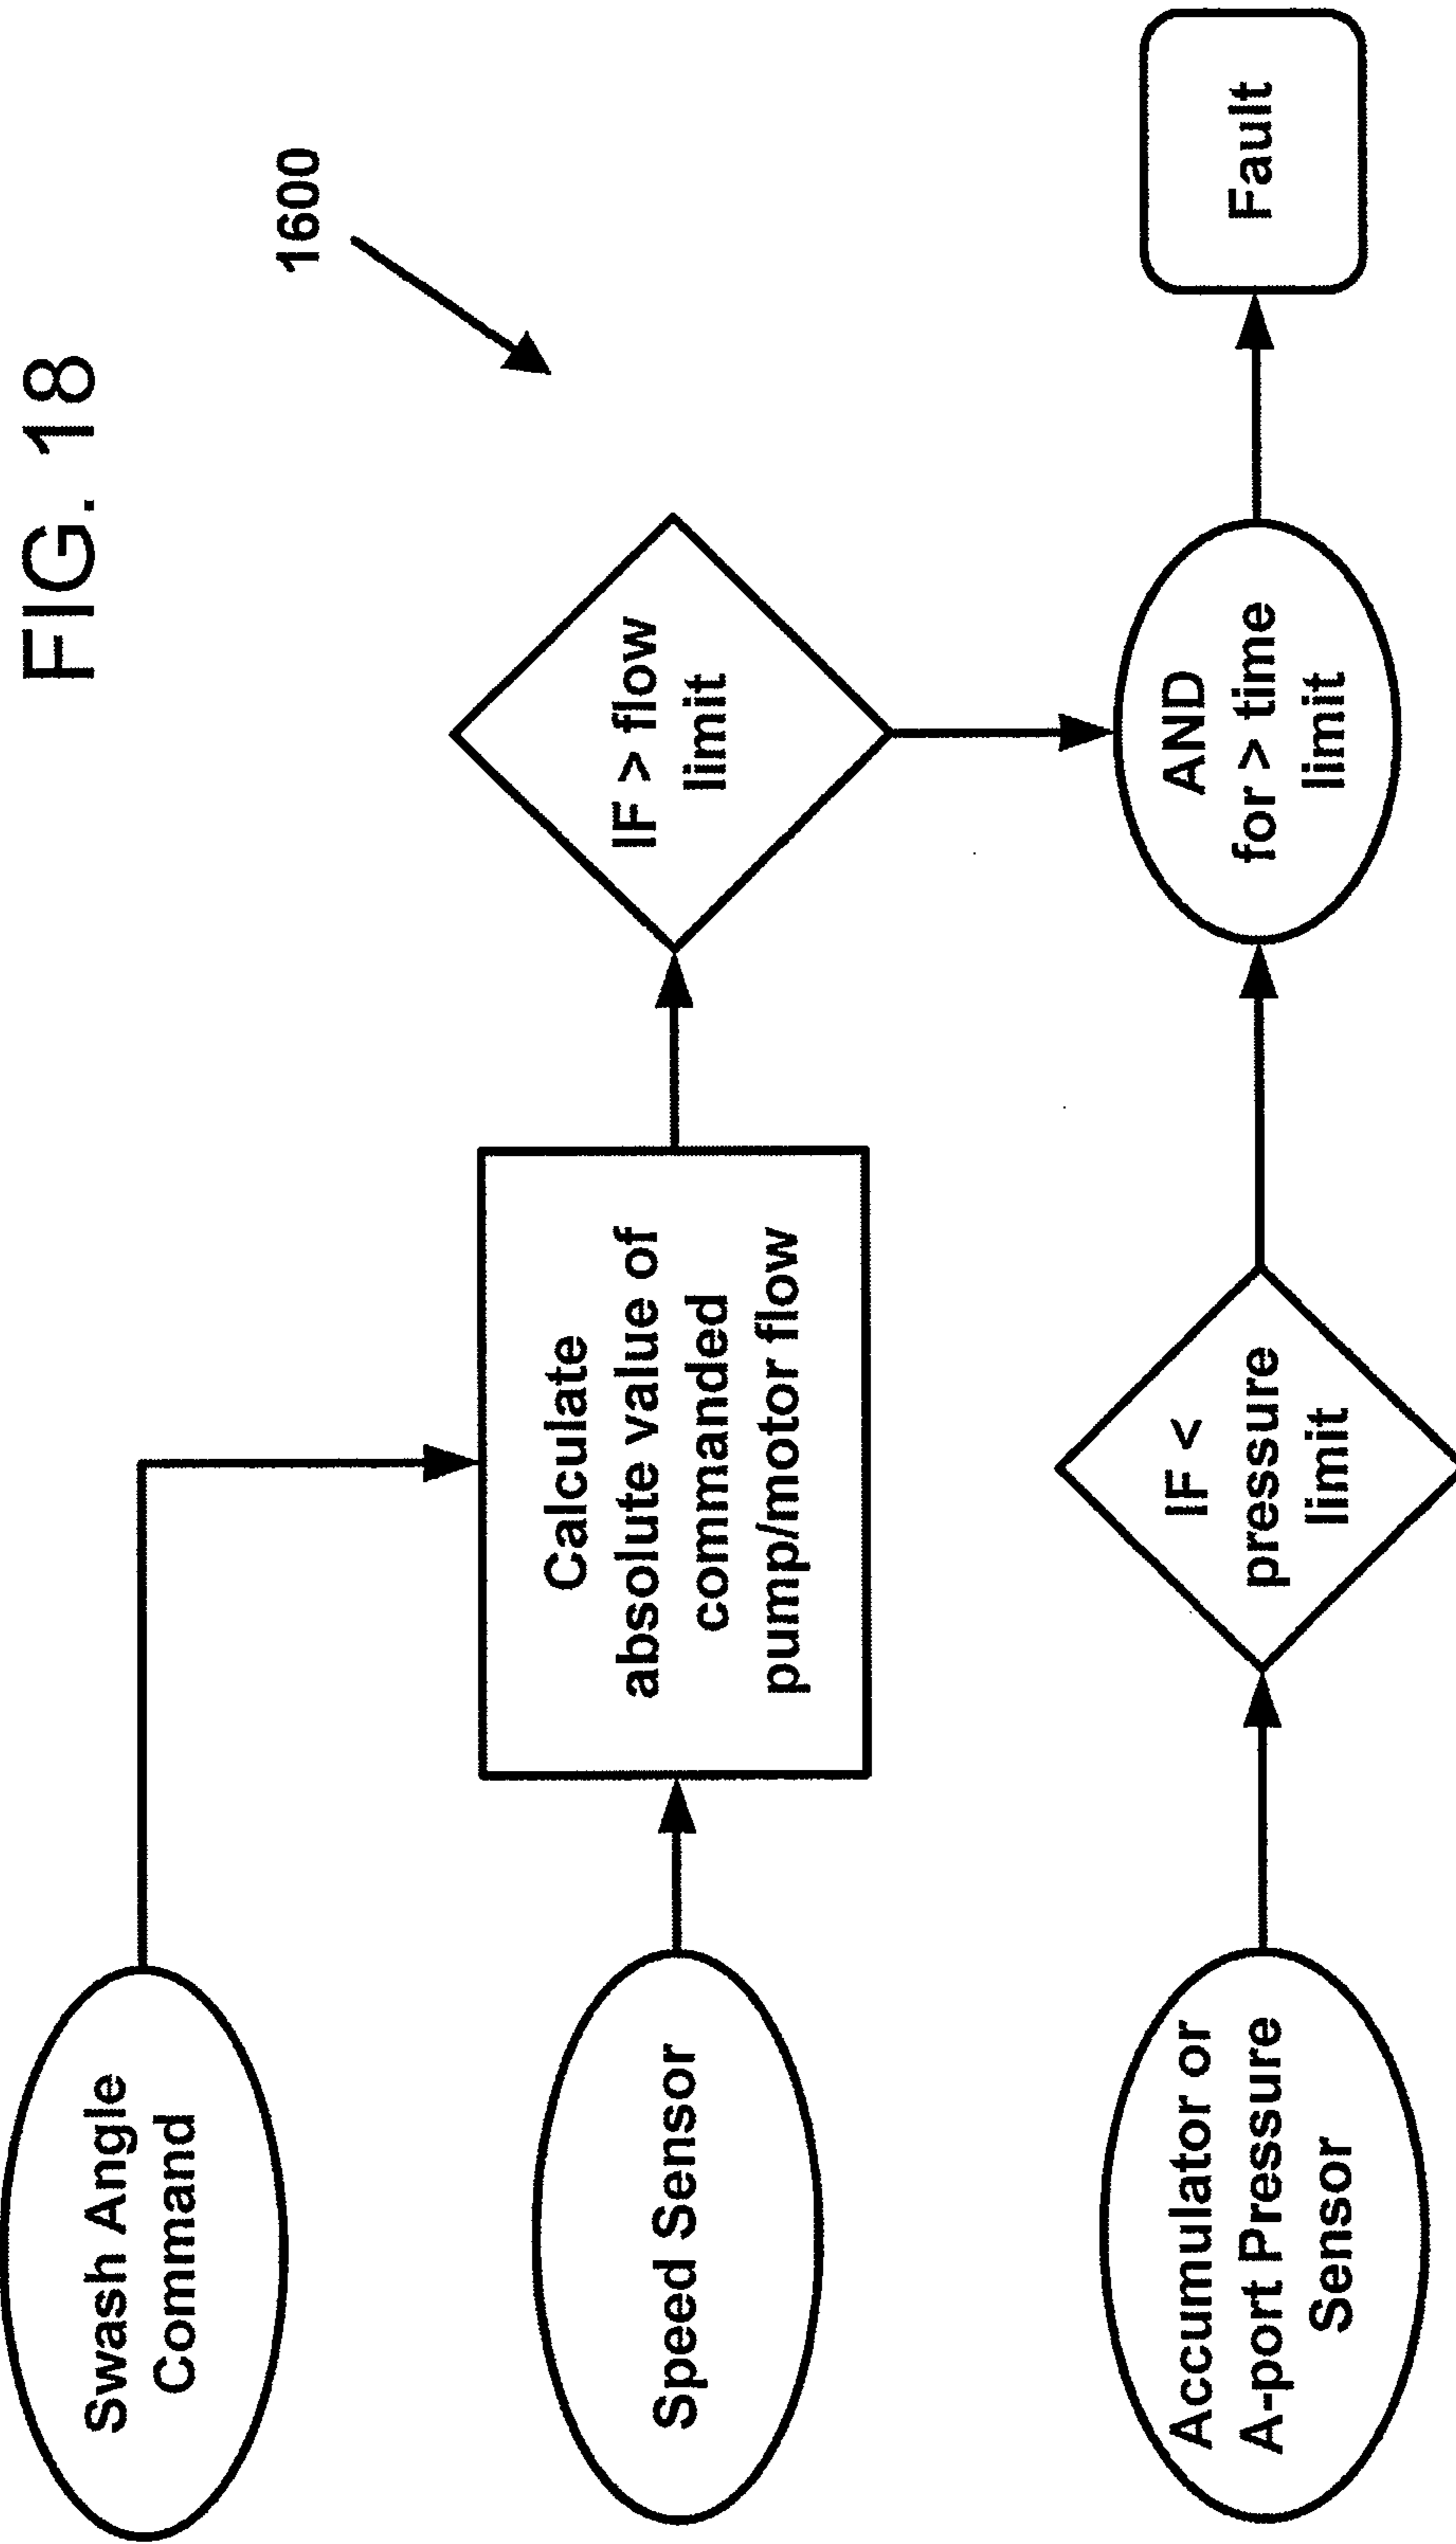 FIG. 18
1600
Swash Angle
Command
Speed Sensor
Calculate
absolute value of
commanded
pump/motor flow
IF > flow
limit
Accumulator or
A-port Pressure
Sensor
IF <
pressure
limit
AND
for > time
limit
Fault